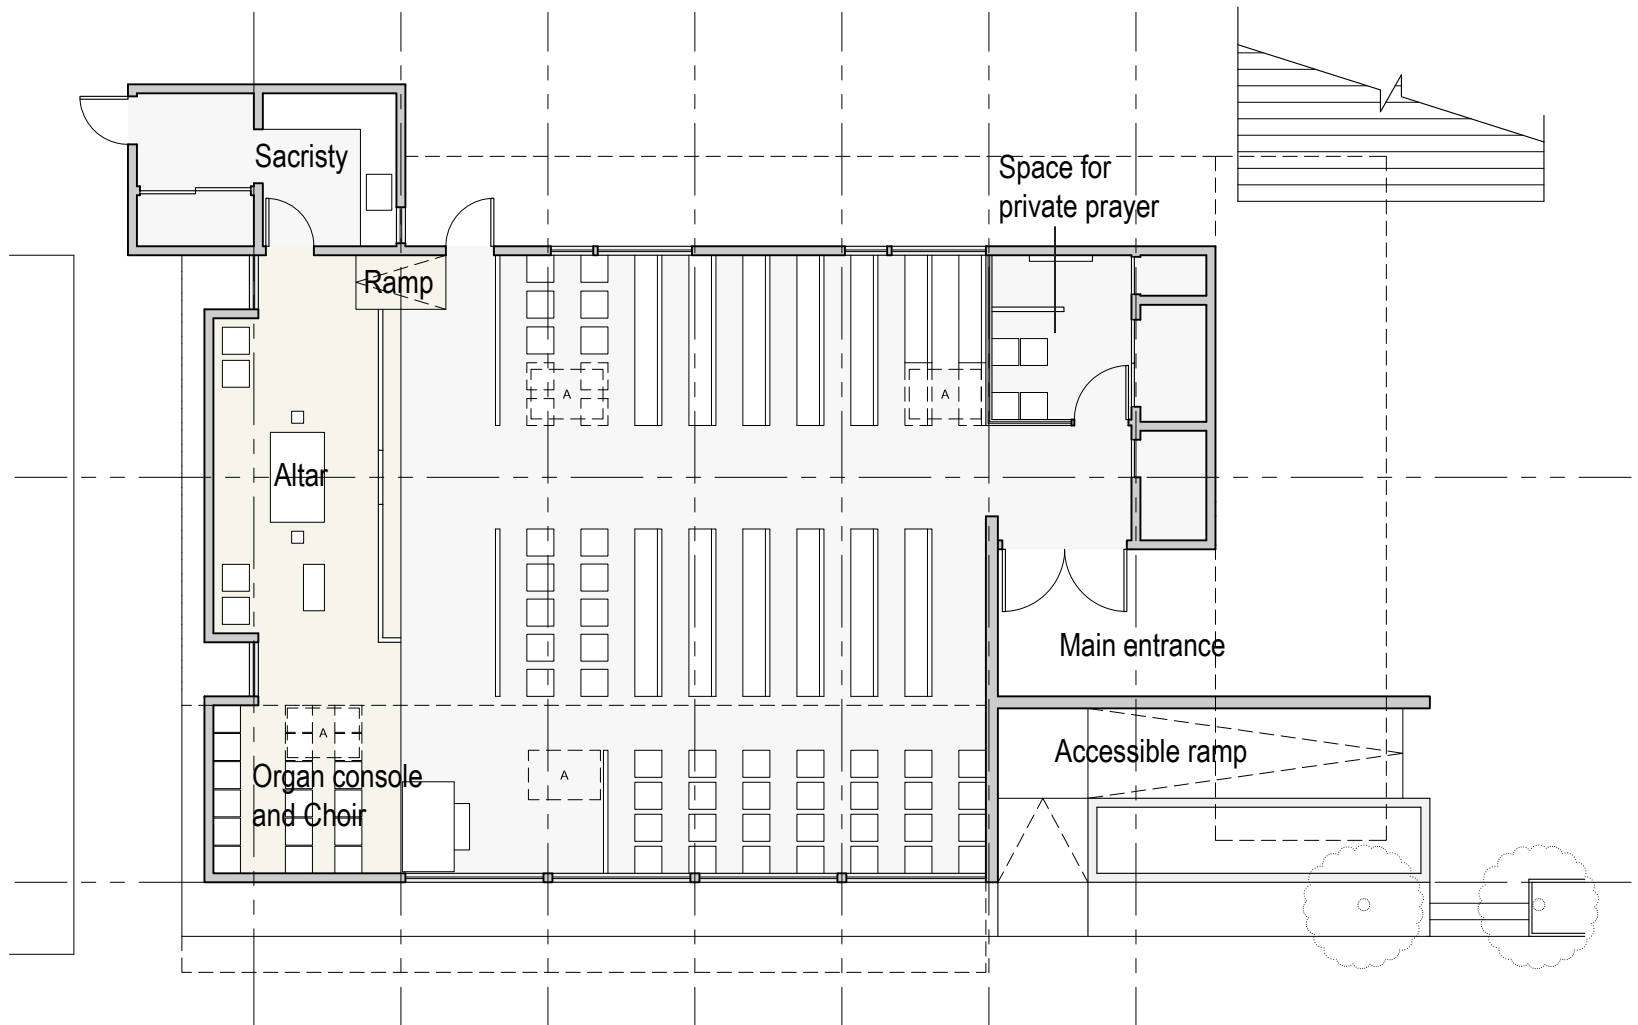 Sacristy
Space for
private prayer
Ramp
A
A
Altar
Main entrance
A
Organ console
and Choir
A
Accessible ramp